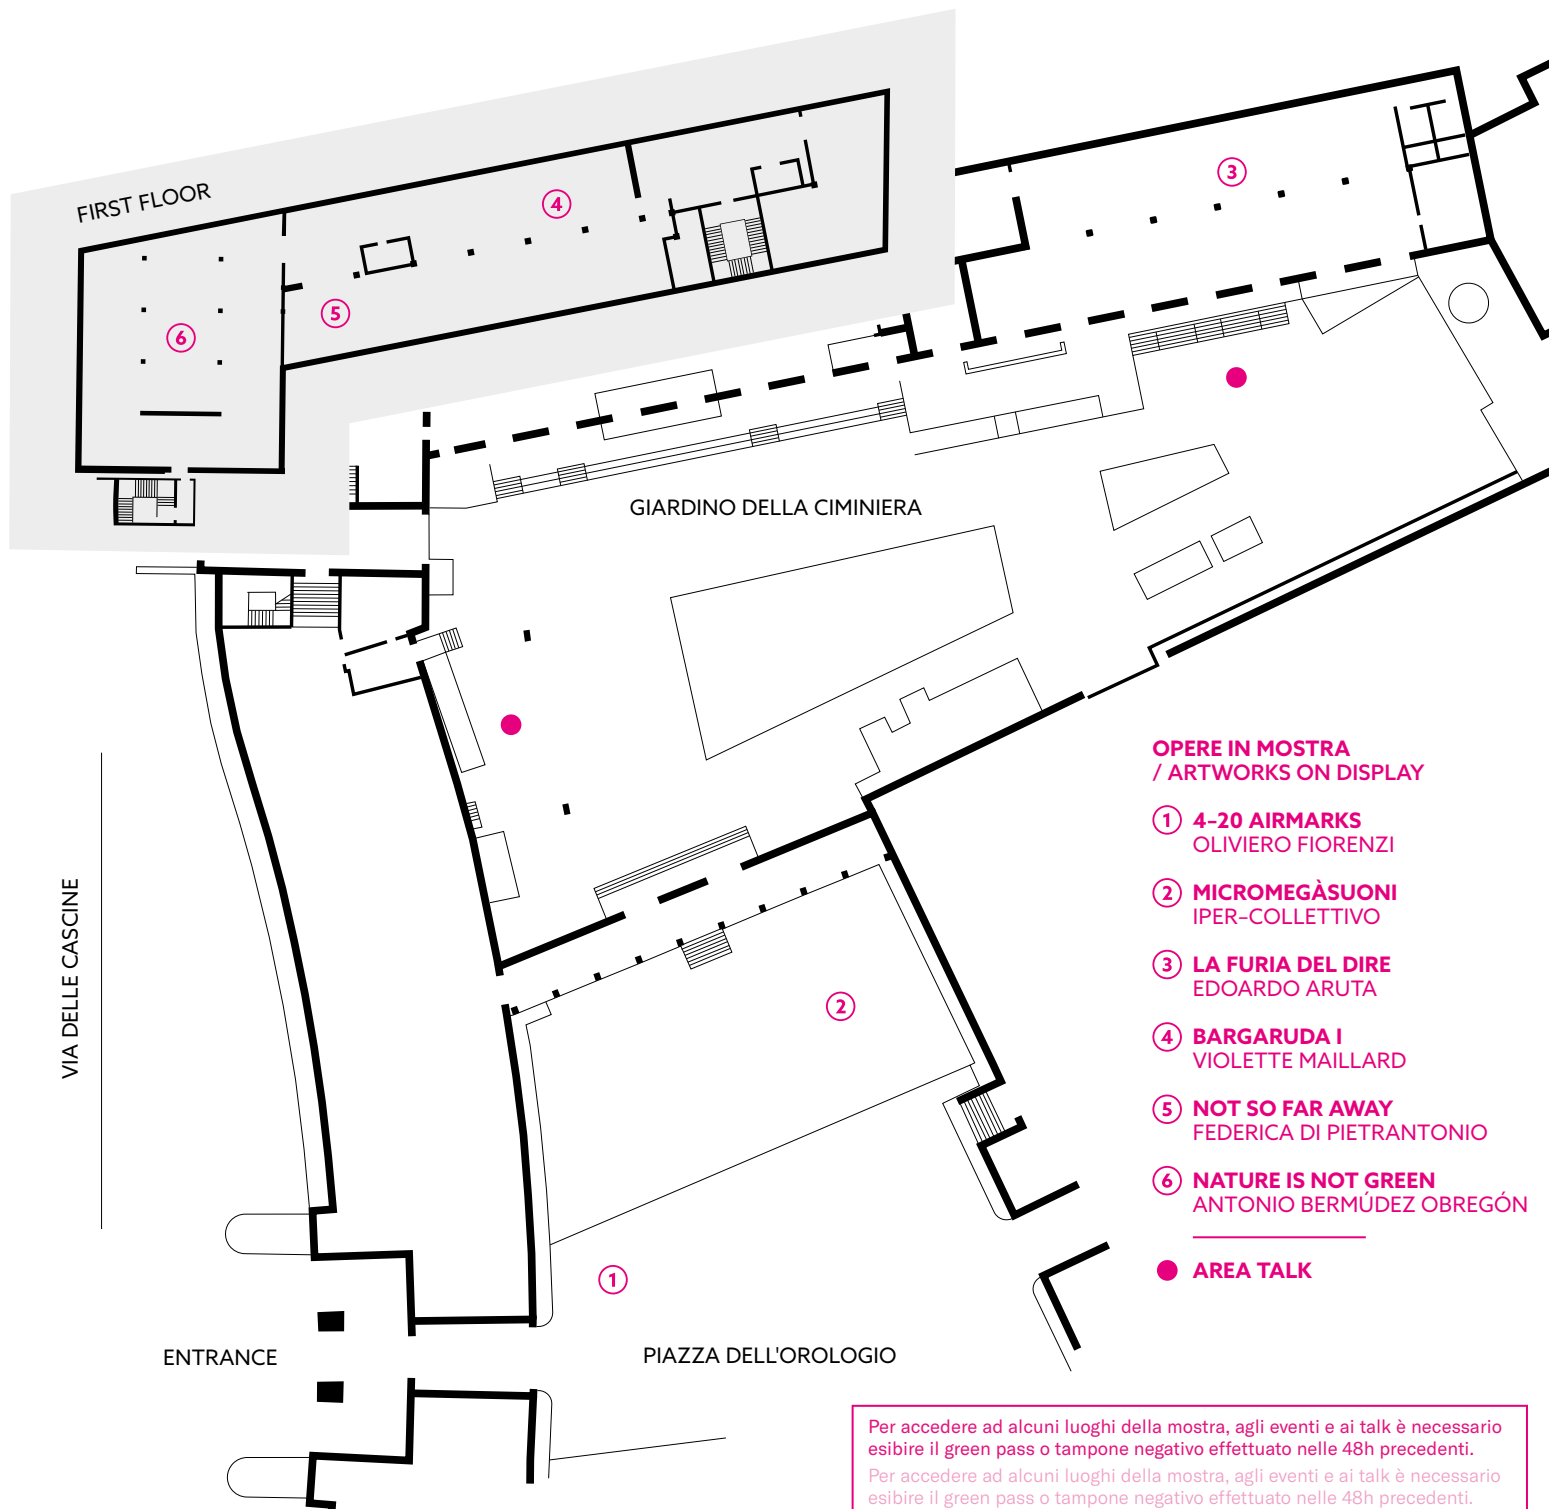 FIRST FLOOR
④
③
⑤
⑥
GIARDINO DELLA CIMINIERA
VIA DELLE CASCINE
②
①
ENTRANCE
PIAZZA DELL'OROLOGIO
OPERE IN MOSTRA
/ ARTWORKS ON DISPLAY
① 4-20 AIRMARKS
OLIVIERO FIORENZI
② MICROMEGÀSUONI
IPER-COLLETTIVO
③ LA FURIA DEL DIRE
EDOARDO ARUTA
④ BARGARUDA I
VIOLETTE MAILLARD
⑤ NOT SO FAR AWAY
FEDERICA DI PIETRANTONIO
⑥ NATURE IS NOT GREEN
ANTONIO BERMÚDEZ OBREGÓN
AREA TALK
Per accedere ad alcuni luoghi della mostra, agli eventi e ai talk è necessario
esibire il green pass o tampone negativo effettuato nelle 48h precedenti.
Per accedere ad alcuni luoghi della mostra, agli eventi e ai talk è necessario
esibire il green pass o tampone negativo effettuato nelle 48h precedenti.